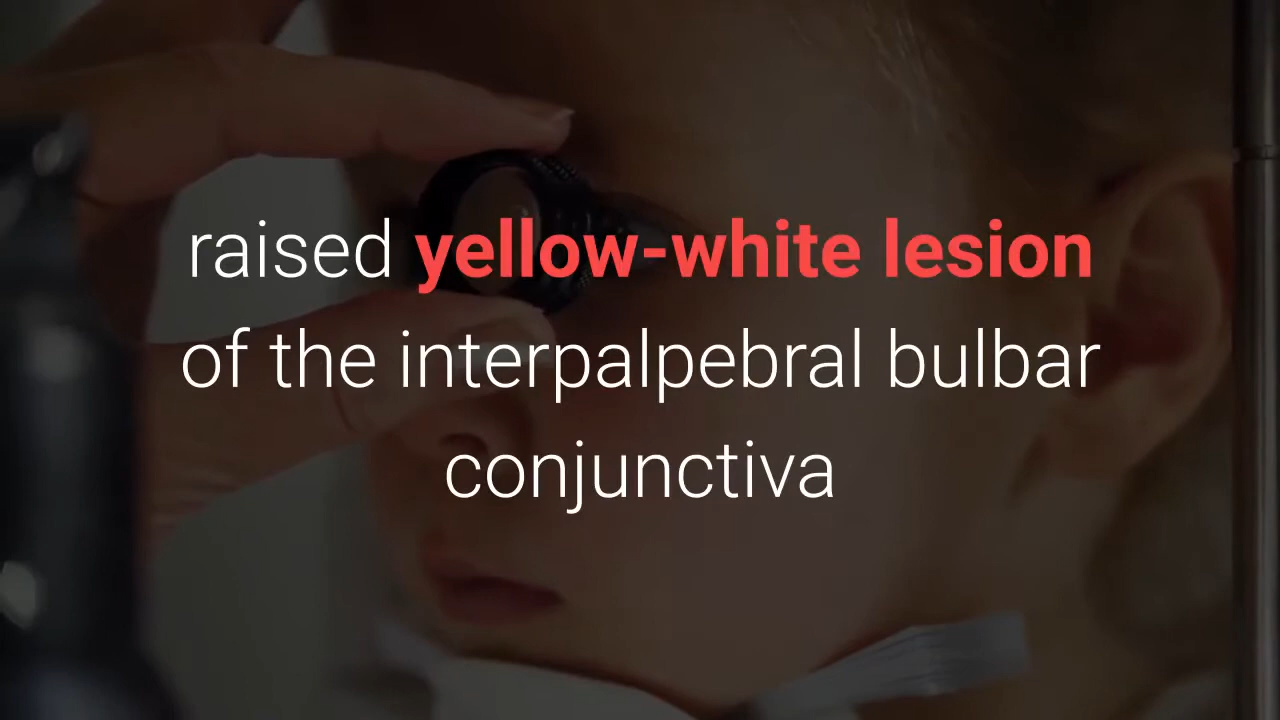 raised yellow-white lesion
of the interpalpebral bulbar
conjunctiva